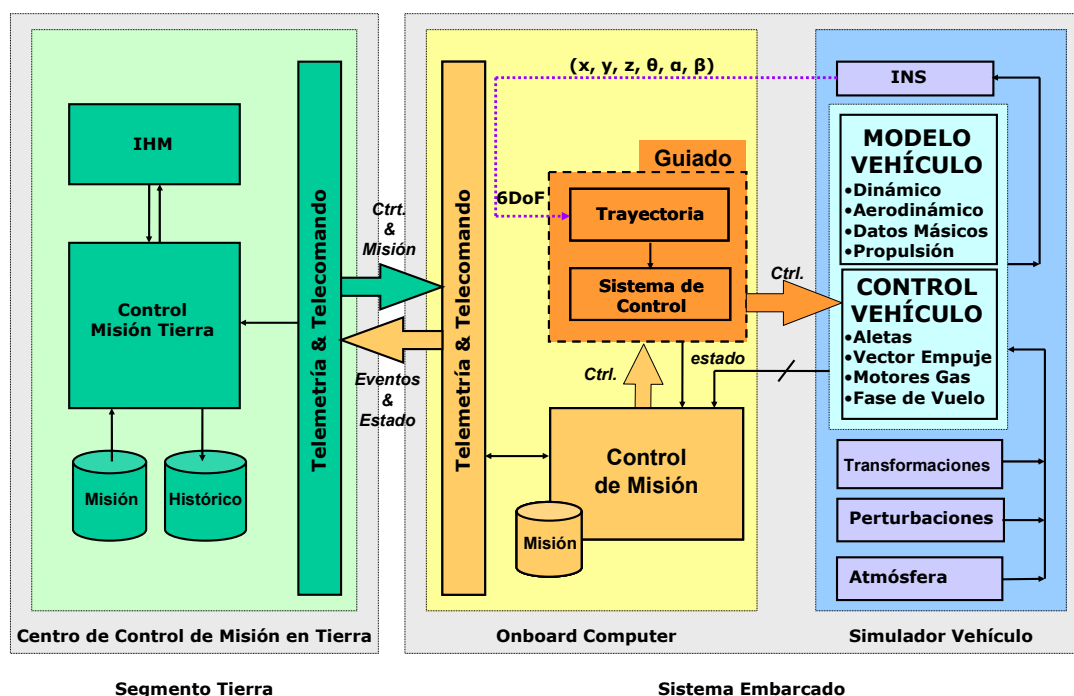 IHM
Control
Misión Tierra
Misión
Histórico
Telemetría & Telecomando
Centro de Control de Misión en Tierra
Segmento Tierra
Ctrt.
&
Misión
Eventos
&
Estado
Telemetría & Telecomando
(x, y, z, θ, α, β)
6DoF
Guiado
Trayectoria
Sistema de
Control
Ctrl.
estado
Ctrl.
Control
de Misión
Misión
Onboard Computer
INS
MODELO
VEHÍCULO
•Dinámico
•Aerodinámico
•Datos Másicos
•Propulsión
CONTROL
VEHÍCULO
•Aletas
•Vector Empuje
•Motores Gas
•Fase de Vuelo
Transformaciones
Perturbaciones
Atmósfera
Simulador Vehículo
Sistema Embarcado